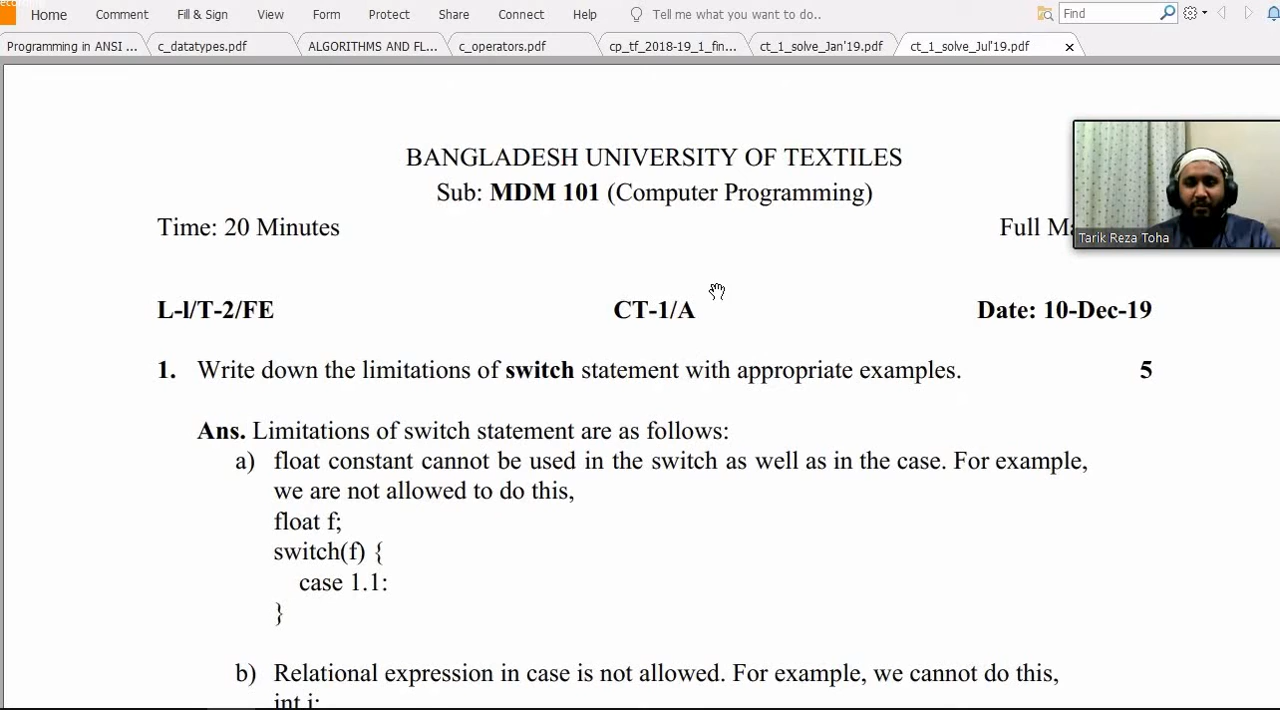 Home Comment Fill & Sign View Form Protect Share Connect Help Tell me what you want to do.. Find
Programming in ANSI ... c_datatypes.pdf ALGORITHMS AND FL... c_operators.pdf cp_tf_2018-19_1_fin... ct_1_solve_Jan'19.pdf ct_1_solve_Jul'19.pdf
BANGLADESH UNIVERSITY OF TEXTILES
Sub: MDM 101 (Computer Programming)
Time: 20 Minutes Full
Tarik Reza Toha
L-l/T-2/FE CT-1/A Date: 10-Dec-19
1. Write down the limitations of switch statement with appropriate examples. 5
Ans. Limitations of switch statement are as follows:
a) float constant cannot be used in the switch as well as in the case. For example,
we are not allowed to do this,
float f;
switch(f) {
case 1.1:
}
b) Relational expression in case is not allowed. For example, we cannot do this,
int i;